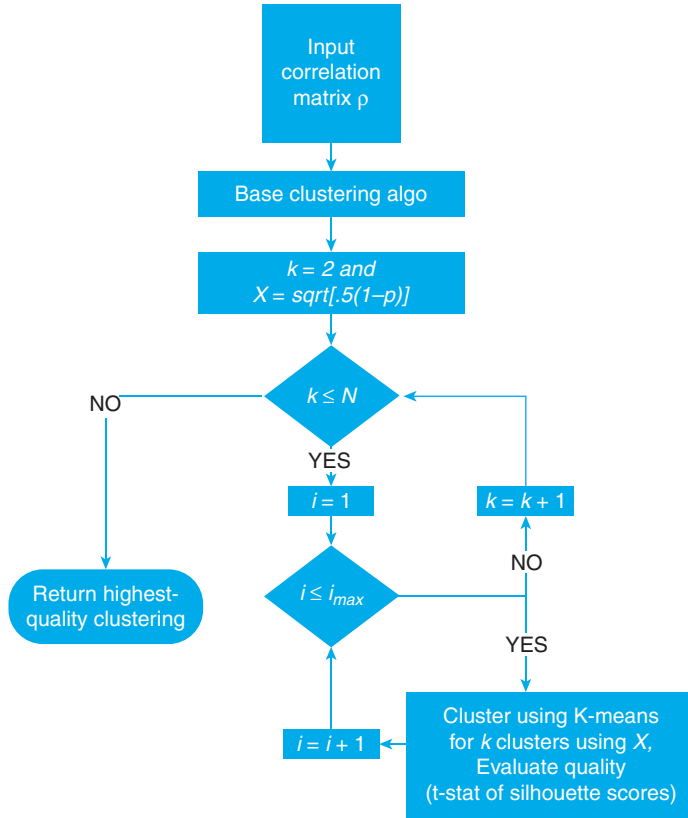 Input
correlation
matrix ρ
Base clustering algo
k = 2 and
X = sqrt[.5(1–p)]
k ≤ N
NO
YES
i = 1
k = k + 1
i ≤ imax
NO
Return highest-
quality clustering
YES
i = i + 1
Cluster using K-means
for k clusters using X,
Evaluate quality
(t-stat of silhouette scores)